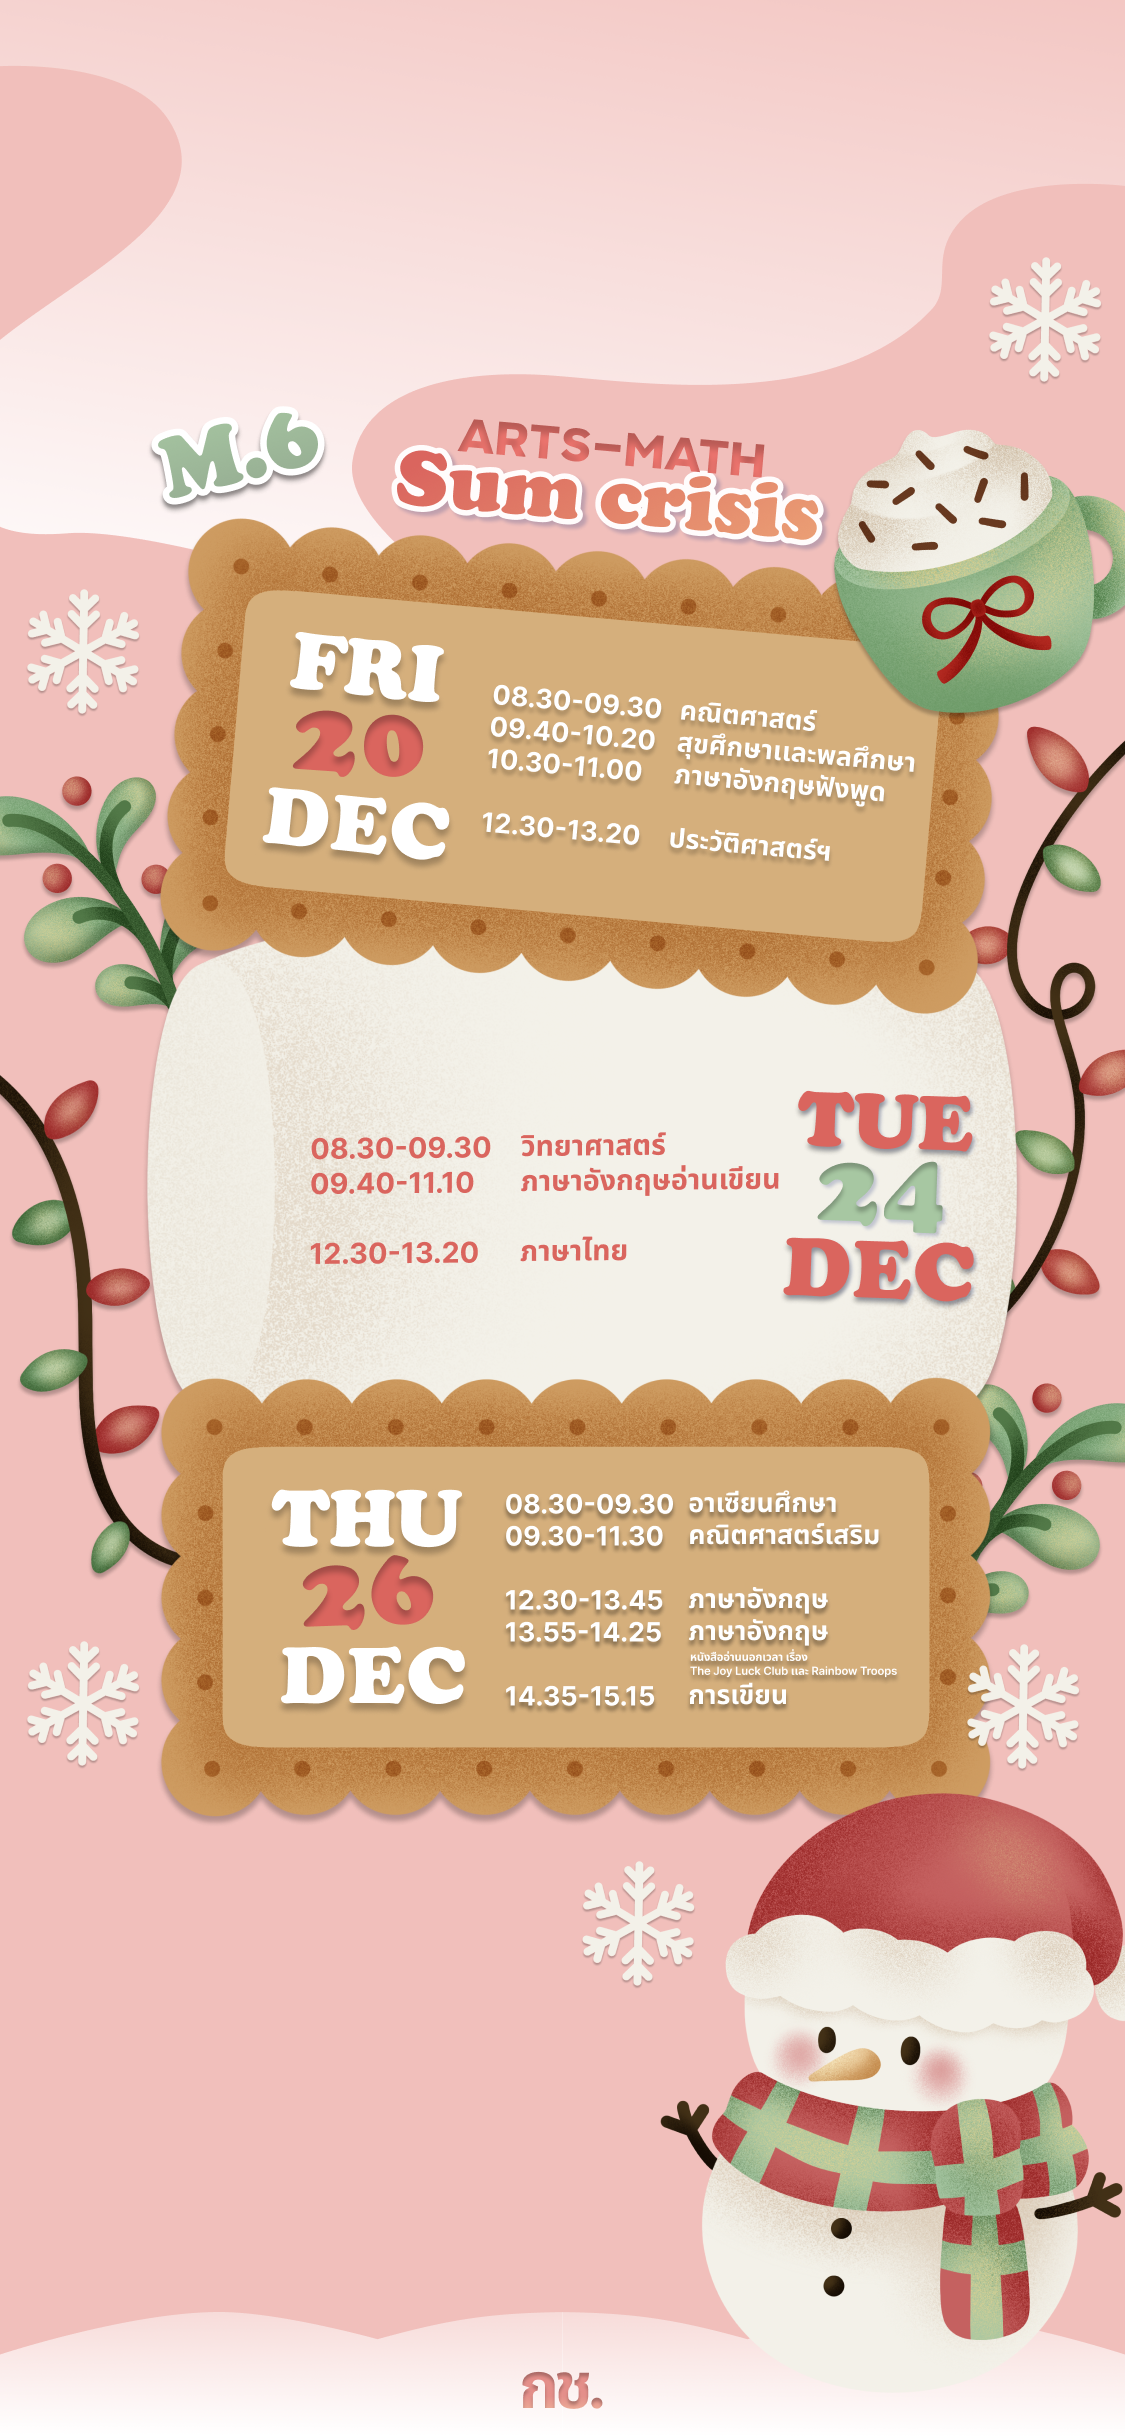 M.6
ARTS-MATH
Sum crisis
FRI
20
DEC
08.30-09.30 คณิตศาสตร์
09.40-10.20 สุขศึกษาและพลศึกษา
10.30-11.00 ภาษาอังกฤษฟังพูด
12.30-13.20 ประวัติศาสตร์ฯ
08.30-09.30 วิทยาศาสตร์
09.40-11.10 ภาษาอังกฤษอ่านเขียน
12.30-13.20 ภาษาไทย
TUE
24
DEC
THU
26
DEC
08.30-09.30 อาเซียนศึกษา
09.30-11.30 คณิตศาสตร์เสริม
12.30-13.45 ภาษาอังกฤษ
13.55-14.25 ภาษาอังกฤษ
หนังสืออ่านนอกเวลา เรื่อง
The Joy Luck Club และ Rainbow Troops
14.35-15.15 การเขียน
กช.